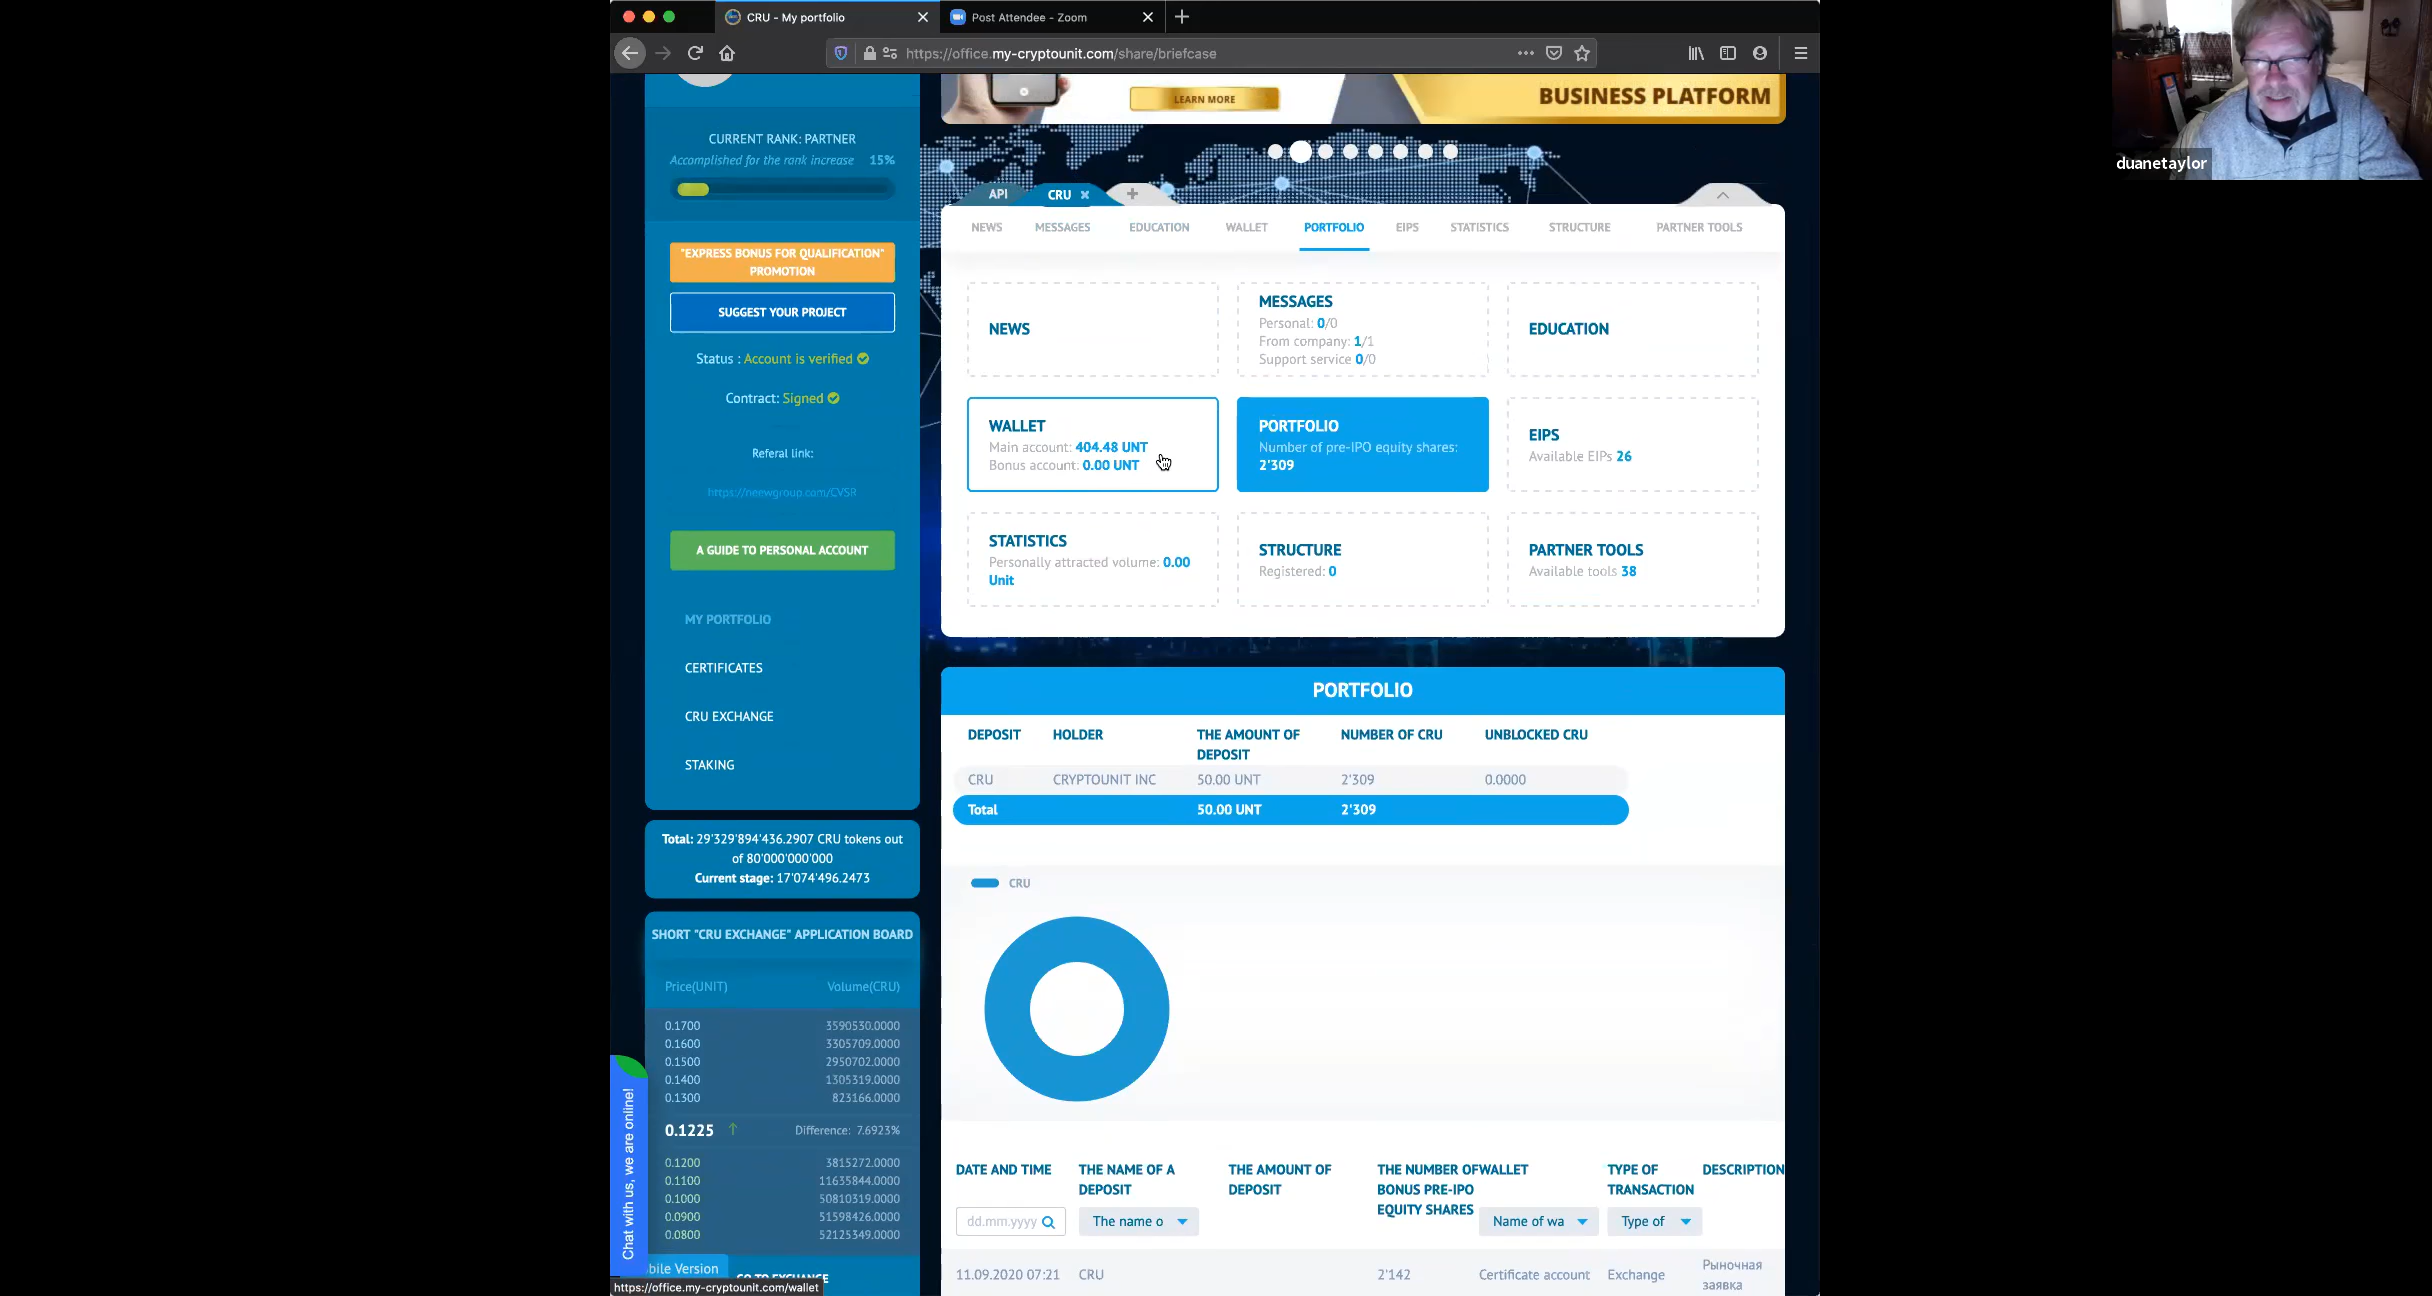 CRU - My portfolio
Post Attendee - Zoom
https://office.my-cryptounit.com/share/briefcase
duanetaylor
LEARN MORE
BUSINESS PLATFORM
CURRENT RANK: PARTNER
Accomplished for the rank increase 15%
"EXPRESS BONUS FOR QUALIFICATION"
PROMOTION
SUGGEST YOUR PROJECT
Status : Account is verified
Contract: Signed
Referal link:
https://nemwgroup.com/CVSR
A GUIDE TO PERSONAL ACCOUNT
MY PORTFOLIO
CERTIFICATES
CRU EXCHANGE
STAKING
Total: 29'329'894'436.2907 CRU tokens out
of 80'000'000'000
Current stage: 17'074'496.2473
SHORT "CRU EXCHANGE" APPLICATION BOARD
Price(UNIT) Volume(CRU)
0.1700 3590530.0000
0.1600 3305709.0000
0.1500 2950702.0000
0.1400 1305319.0000
0.1300 823166.0000
0.1225 Difference: 7.6923%
0.1200 3815272.0000
0.1100 11635844.0000
0.1000 50810319.0000
0.0900 51598426.0000
0.0800 52125349.0000
GO TO EXCHANGE
Chat with us, we are online!
bile Version
https://office.my-cryptounit.com/wallet
API CRU
NEWS MESSAGES EDUCATION WALLET PORTFOLIO EIPS STATISTICS STRUCTURE PARTNER TOOLS
NEWS
MESSAGES
Personal: 0/0
From company: 1/1
Support service 0/0
EDUCATION
WALLET
Main account: 404.48 UNT
Bonus account: 0.00 UNT
PORTFOLIO
Number of pre-IPO equity shares:
2'309
EIPS
Available EIPs 26
STATISTICS
Personally attracted volume: 0.00
Unit
STRUCTURE
Registered: 0
PARTNER TOOLS
Available tools 38
PORTFOLIO
DEPOSIT HOLDER THE AMOUNT OF DEPOSIT NUMBER OF CRU UNBLOCKED CRU
CRU CRYPTOUNIT INC 50.00 UNT 2'309 0.0000
Total 50.00 UNT 2'309
CRU
DATE AND TIME THE NAME OF A DEPOSIT THE AMOUNT OF DEPOSIT THE NUMBER OF BONUS PRE-IPO EQUITY SHARES WALLET TYPE OF TRANSACTION DESCRIPTION
dd.mm.yyyy The name o Name of wa Type of
11.09.2020 07:21 CRU 2'142 Certificate account Exchange Рыночная заявка